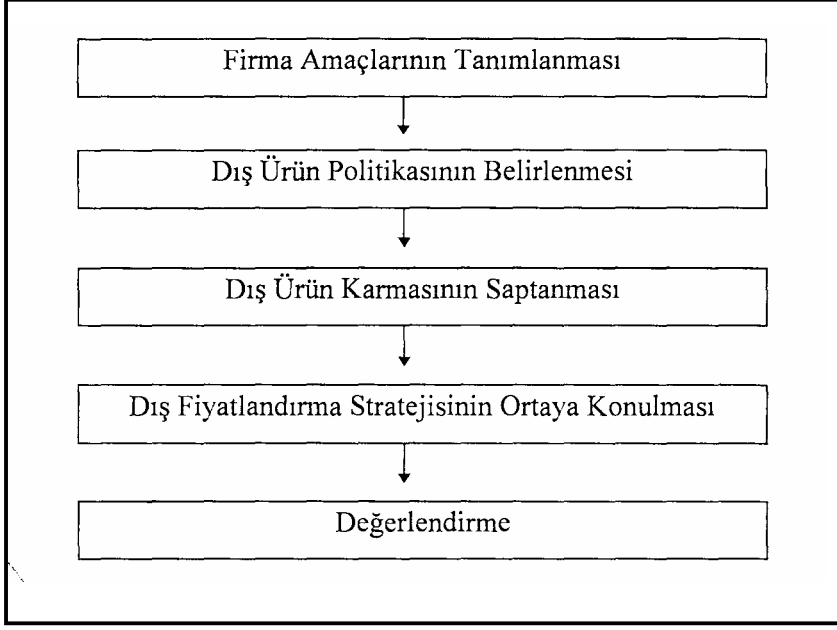 Firma Amaçlarının Tanımlanması
Dış Ürün Politikasının Belirlenmesi
Dış Ürün Karmasının Saptanması
Dış Fiyatlandırma Stratejisinin Ortaya Konulması
Değerlendirme